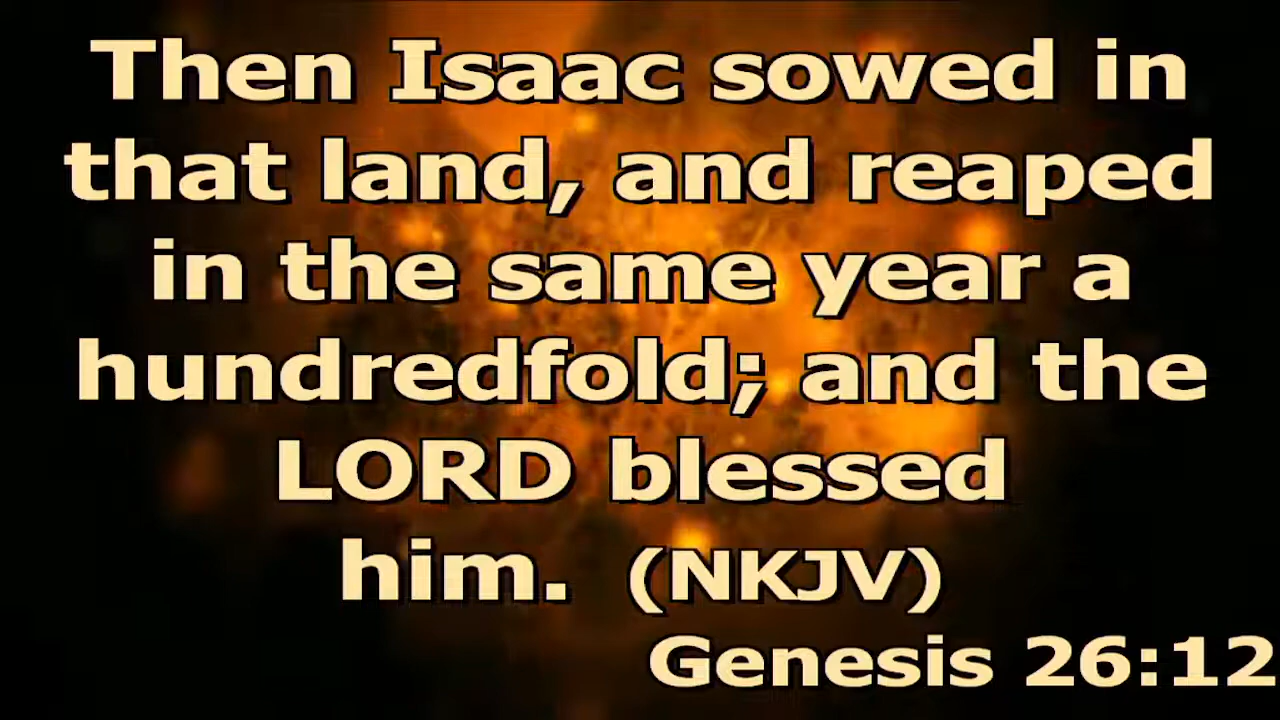 Then Isaac sowed in
that land, and reaped
in the same year a
hundredfold; and the
LORD blessed
him. (NKJV)
Genesis 26:12